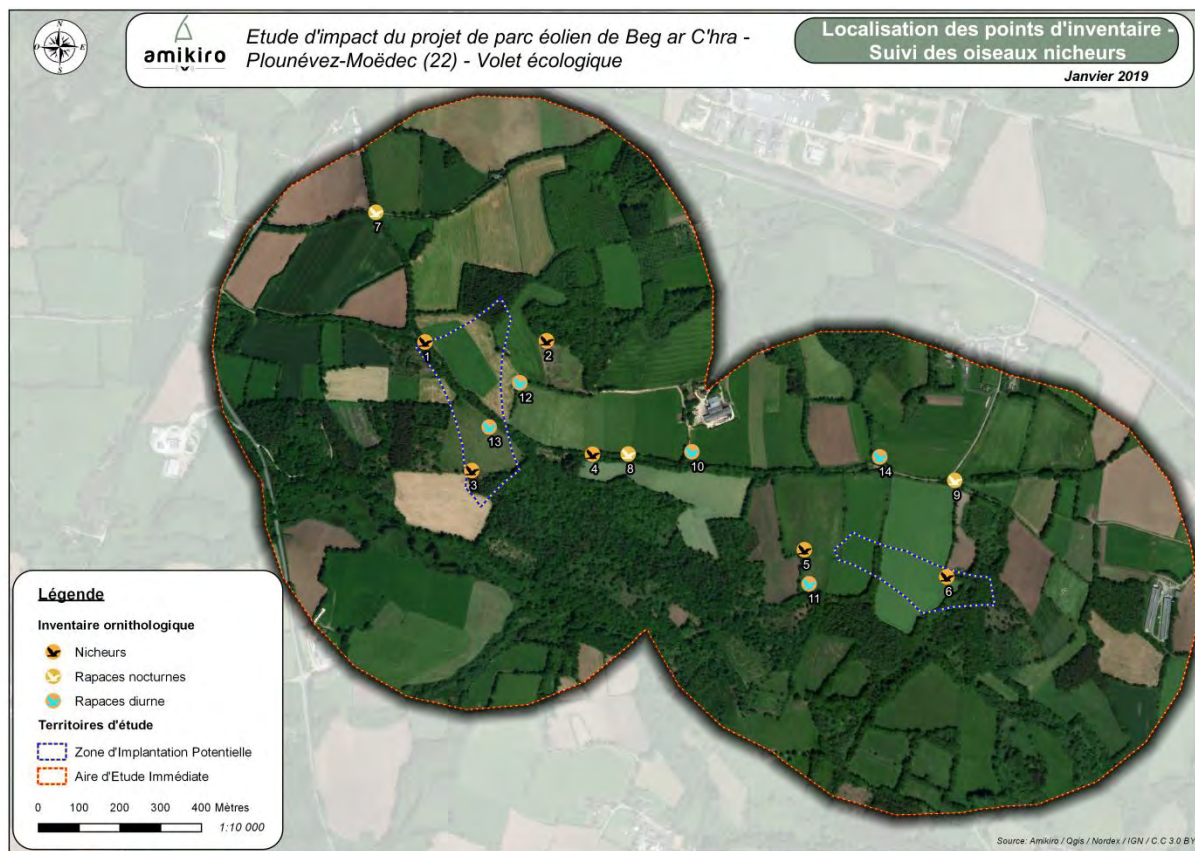 N
O
E
S
amikiro
Etude d'impact du projet de parc éolien de Beg ar C'hra -
Plounévez-Moëdec (22) - Volet écologique
Localisation des points d'inventaire -
Suivi des oiseaux nicheurs
Janvier 2019
7
1
2
12
13
3
4
8
10
14
9
5
11
6
Légende
Inventaire ornithologique
Nicheurs
Rapaces nocturnes
Rapaces diurne
Territoires d'étude
Zone d'Implantation Potentielle
Aire d'Etude Immédiate
0 100 200 300 400 Mètres
1:10 000
Source: Amikiro / Qgis / Nordex / IGN / C.C 3.0 BY